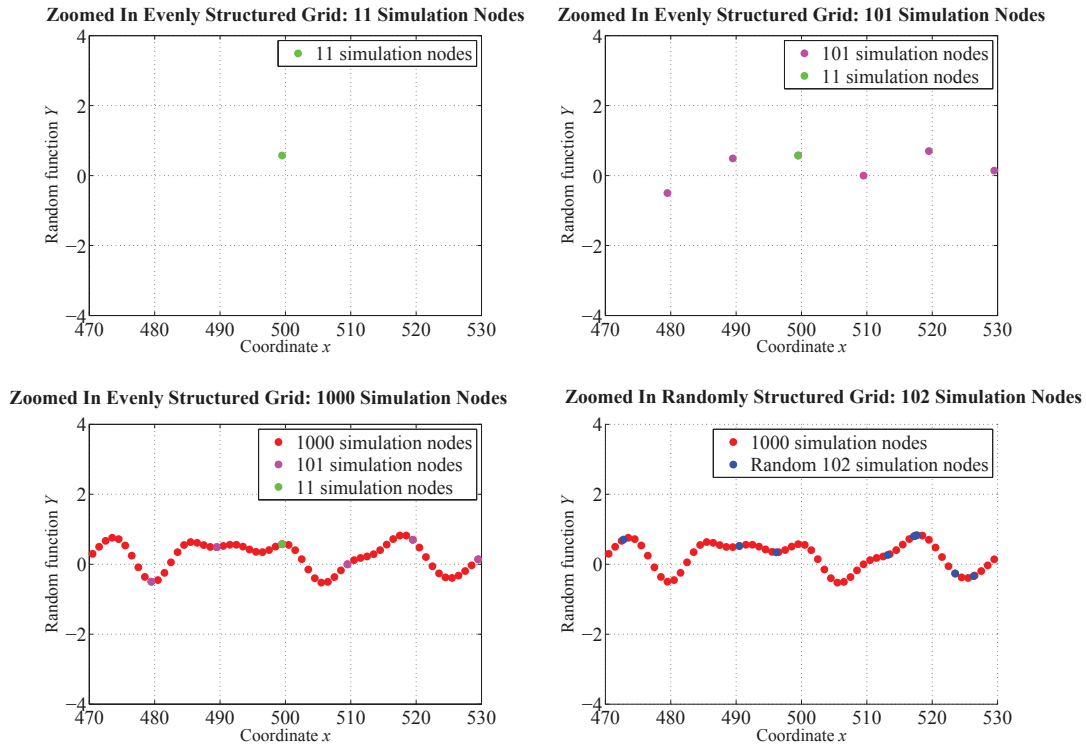 Zoomed In Evenly Structured Grid: 11 Simulation Nodes
11 simulation nodes
Random function Y
4
2
0
−2
−4
470 480 490 500 510 520 530
Coordinate x
Zoomed In Evenly Structured Grid: 101 Simulation Nodes
101 simulation nodes
11 simulation nodes
Random function Y
4
2
0
−2
−4
470 480 490 500 510 520 530
Coordinate x
Zoomed In Evenly Structured Grid: 1000 Simulation Nodes
1000 simulation nodes
101 simulation nodes
11 simulation nodes
Random function Y
4
2
0
−2
−4
470 480 490 500 510 520 530
Coordinate x
Zoomed In Randomly Structured Grid: 102 Simulation Nodes
1000 simulation nodes
Random 102 simulation nodes
Random function Y
4
2
0
−2
−4
470 480 490 500 510 520 530
Coordinate x